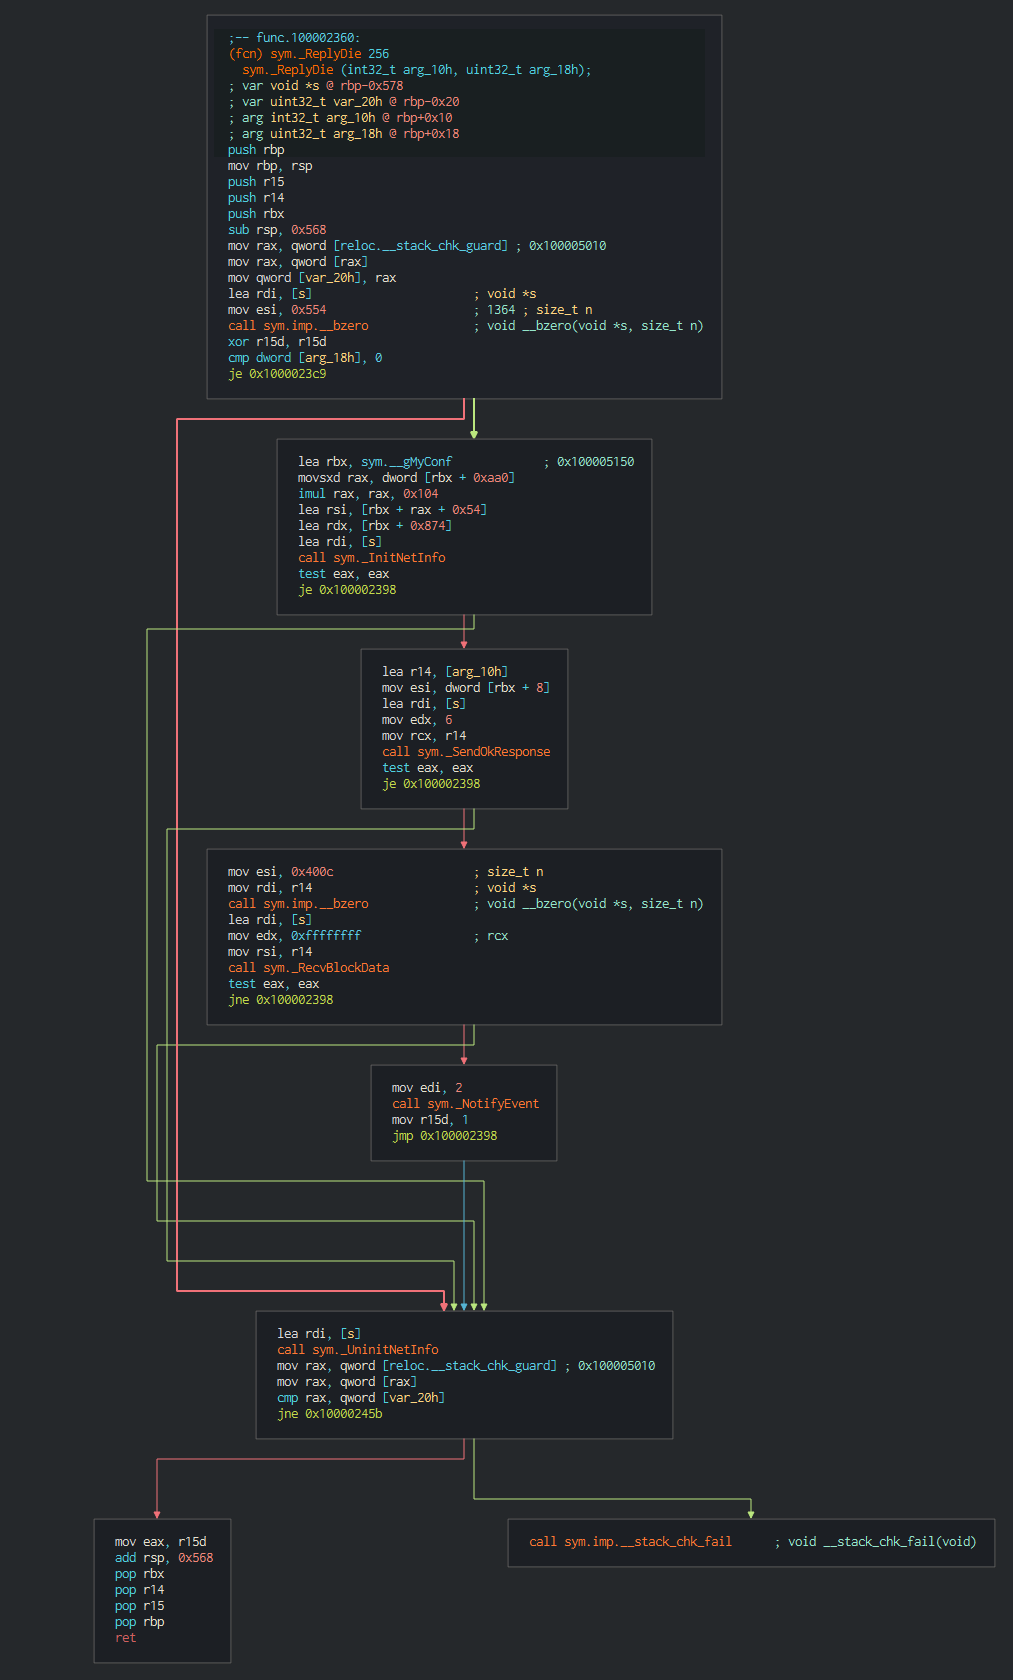 ;-- func.100002360:
(fcn) sym._ReplyDie 256
sym._ReplyDie (int32_t arg_10h, uint32_t arg_18h);
; var void *s @ rbp-0x578
; var uint32_t var_20h @ rbp-0x20
; arg int32_t arg_10h @ rbp+0x10
; arg uint32_t arg_18h @ rbp+0x18
push rbp
mov rbp, rsp
push r15
push r14
push rbx
sub rsp, 0x568
mov rax, qword [reloc.__stack_chk_guard] ; 0x100005010
mov rax, qword [rax]
mov qword [var_20h], rax
lea rdi, [s] ; void *s
mov esi, 0x554 ; 1364 ; size_t n
call sym.imp.__bzero ; void __bzero(void *s, size_t n)
xor r15d, r15d
cmp dword [arg_18h], 0
je 0x1000023c9
lea rbx, sym.__gMyConf ; 0x100005150
movsxd rax, dword [rbx + 0xaa0]
imul rax, rax, 0x104
lea rsi, [rbx + rax + 0x54]
lea rdx, [rbx + 0x874]
lea rdi, [s]
call sym._InitNetInfo
test eax, eax
je 0x100002398
lea r14, [arg_10h]
mov esi, dword [rbx + 8]
lea rdi, [s]
mov edx, 6
mov rcx, r14
call sym._SendOkResponse
test eax, eax
je 0x100002398
mov esi, 0x400c ; size_t n
mov rdi, r14 ; void *s
call sym.imp.__bzero ; void __bzero(void *s, size_t n)
lea rdi, [s]
mov edx, 0xffffffff ; rcx
mov rsi, r14
call sym._RecvBlockData
test eax, eax
jne 0x100002398
mov edi, 2
call sym._NotifyEvent
mov r15d, 1
jmp 0x100002398
lea rdi, [s]
call sym._UninitNetInfo
mov rax, qword [reloc.__stack_chk_guard] ; 0x100005010
mov rax, qword [rax]
cmp rax, qword [var_20h]
jne 0x10000245b
mov eax, r15d
add rsp, 0x568
pop rbx
pop r14
pop r15
pop rbp
ret
call sym.imp.__stack_chk_fail ; void __stack_chk_fail(void)